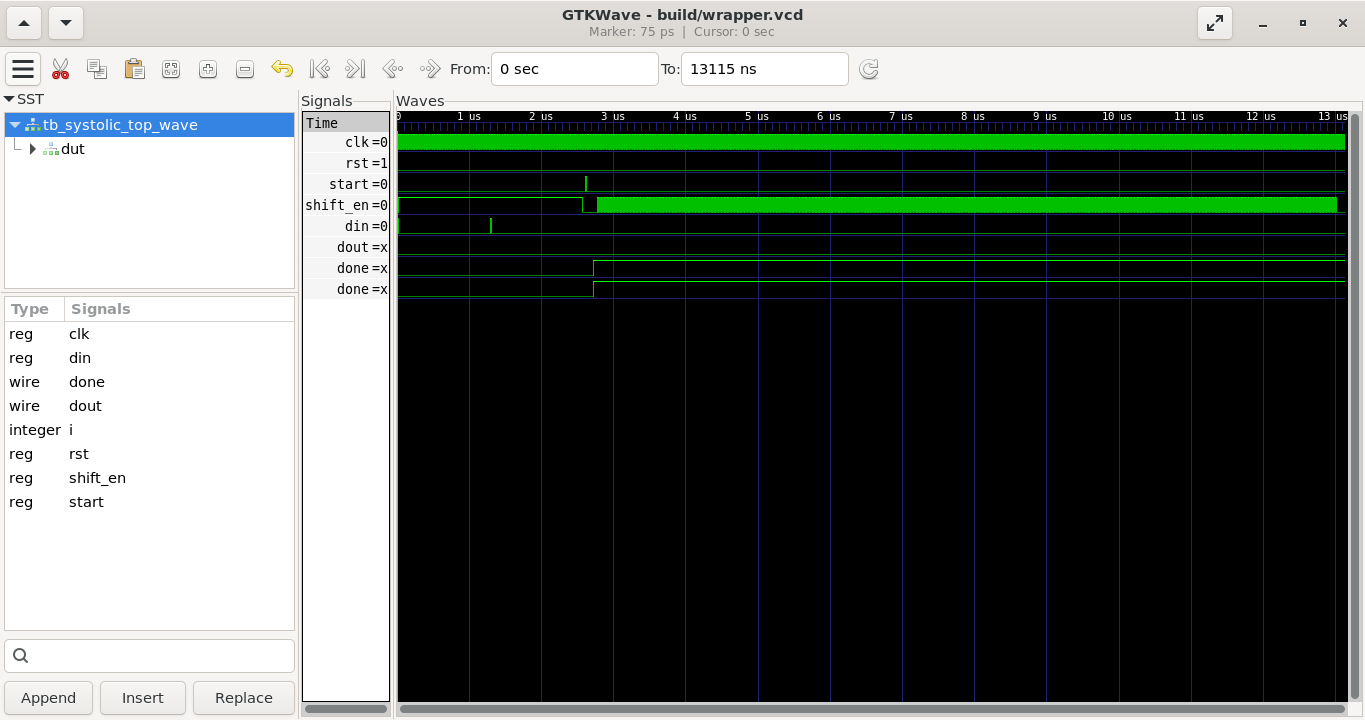 GTKWave - build/wrapper.vcd
Marker: 75 ps | Cursor: 0 sec
From: 0 sec To: 13115 ns
SST
tb_systolic_top_wave
dut
Type Signals
reg clk
reg din
wire done
wire dout
integer i
reg rst
reg shift_en
reg start
Append Insert Replace
Signals
Time
clk=0
rst=1
start=0
shift_en=0
din=0
dout=x
done=x
done=x
Waves
0 1 us 2 us 3 us 4 us 5 us 6 us 7 us 8 us 9 us 10 us 11 us 12 us 13 us